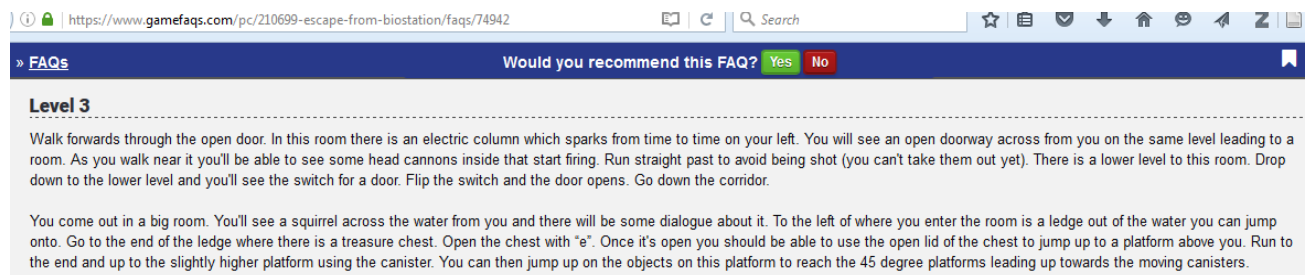 https://www.gamefaqs.com/pc/210699-escape-from-biostation/faqs/74942
Search
» FAQs
Would you recommend this FAQ? Yes No
Level 3
Walk forwards through the open door. In this room there is an electric column which sparks from time to time on your left. You will see an open doorway across from you on the same level leading to a
room. As you walk near it you'll be able to see some head cannons inside that start firing. Run straight past to avoid being shot (you can't take them out yet). There is a lower level to this room. Drop
down to the lower level and you'll see the switch for a door. Flip the switch and the door opens. Go down the corridor.
You come out in a big room. You'll see a squirrel across the water from you and there will be some dialogue about it. To the left of where you enter the room is a ledge out of the water you can jump
onto. Go to the end of the ledge where there is a treasure chest. Open the chest with “e”. Once it's open you should be able to use the open lid of the chest to jump up to a platform above you. Run to
the end and up to the slightly higher platform using the canister. You can then jump up on the objects on this platform to reach the 45 degree platforms leading up towards the moving canisters.